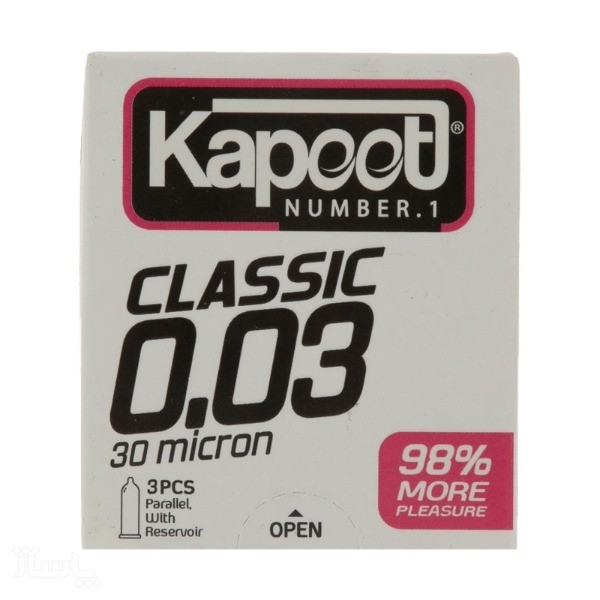 Kapoot®
NUMBER.1
CLASSIC
0.03
30 micron
3PCS
Parallel,
With
Reservoir
OPEN
98%
MORE
PLEASURE